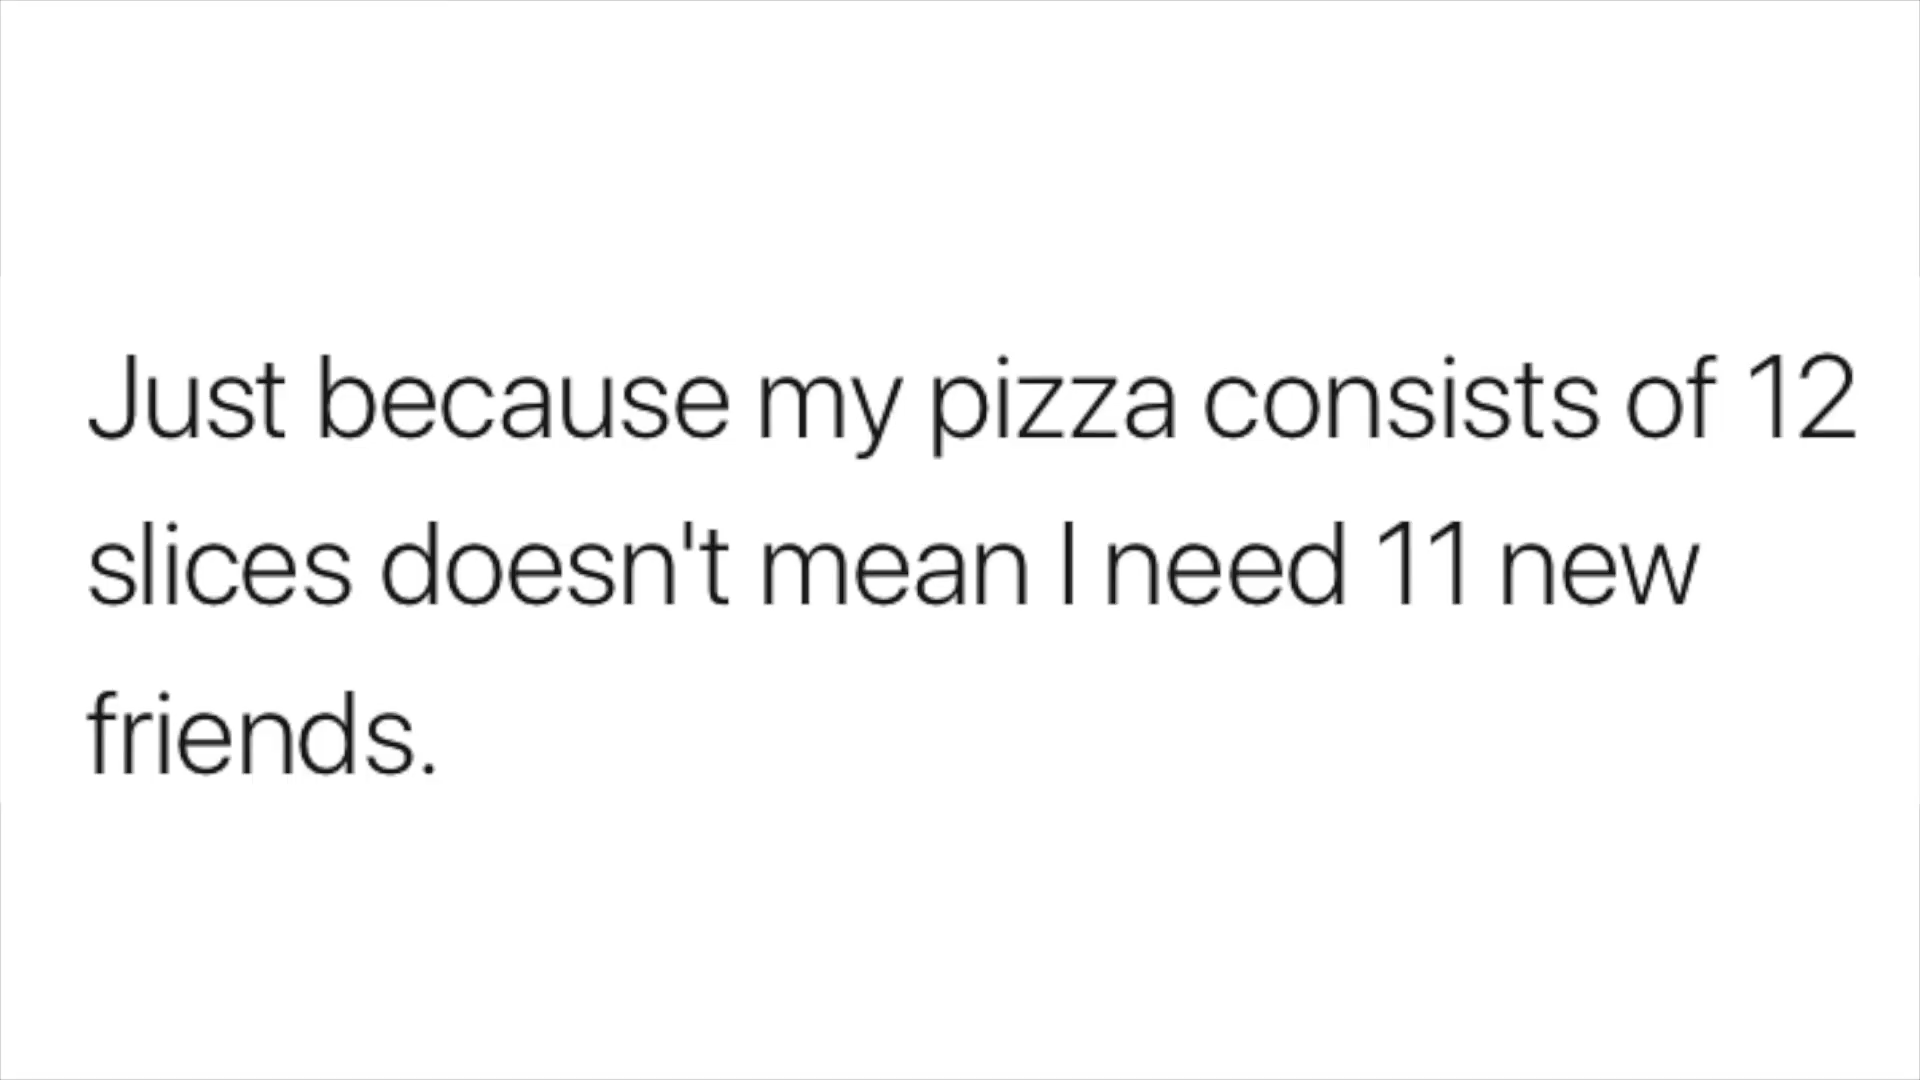 Just because my pizza consists of 12
slices doesn't mean I need 11 new
friends.